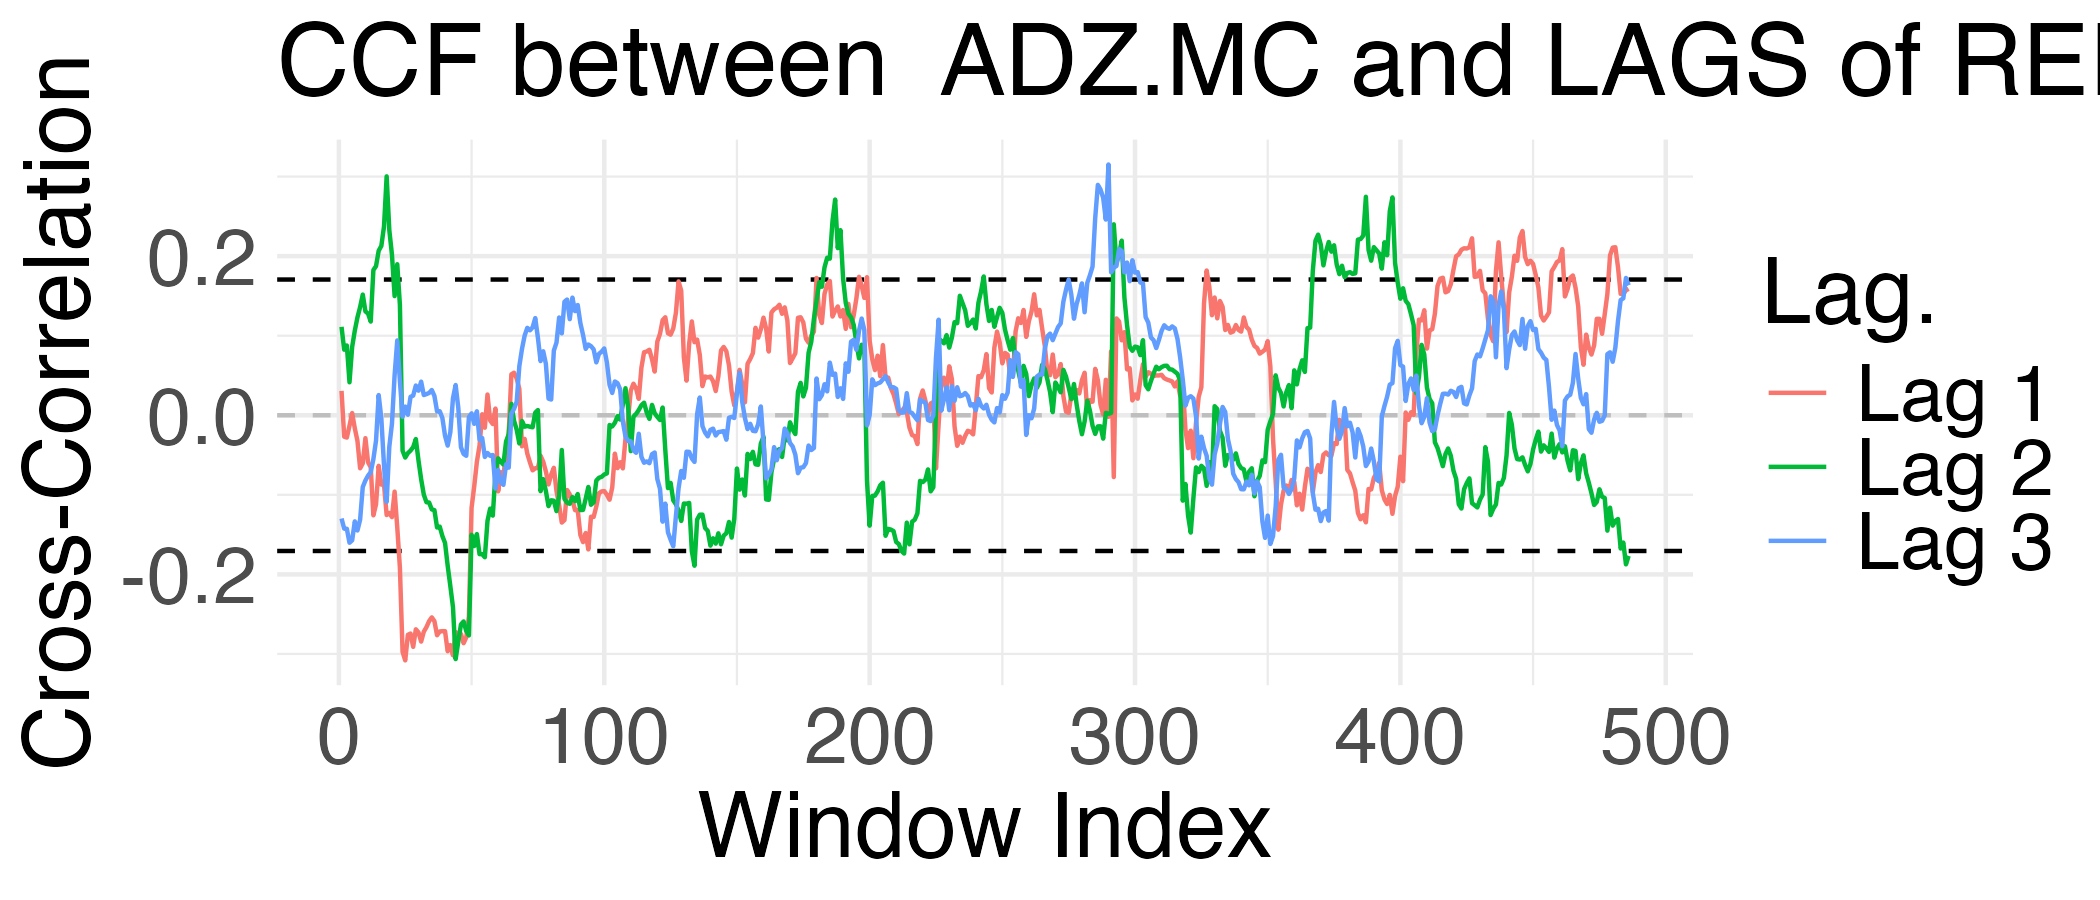 CCF between  ADZ.MC and LAGS of
Cross-Correlation
0.2
0.0
-0.2
0
100
200
300
400
500
Window Index
Lag.
Lag 1
Lag 2
Lag 3